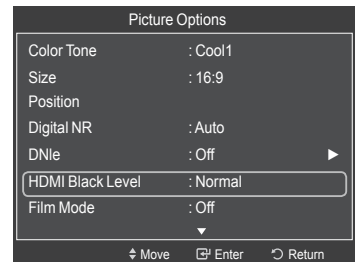 Picture Options
Color Tone : Cool1
Size : 16:9
Position
Digital NR : Auto
DNIe : Off ►
HDMI Black Level : Normal
Film Mode : Off
▼
Move Enter Return